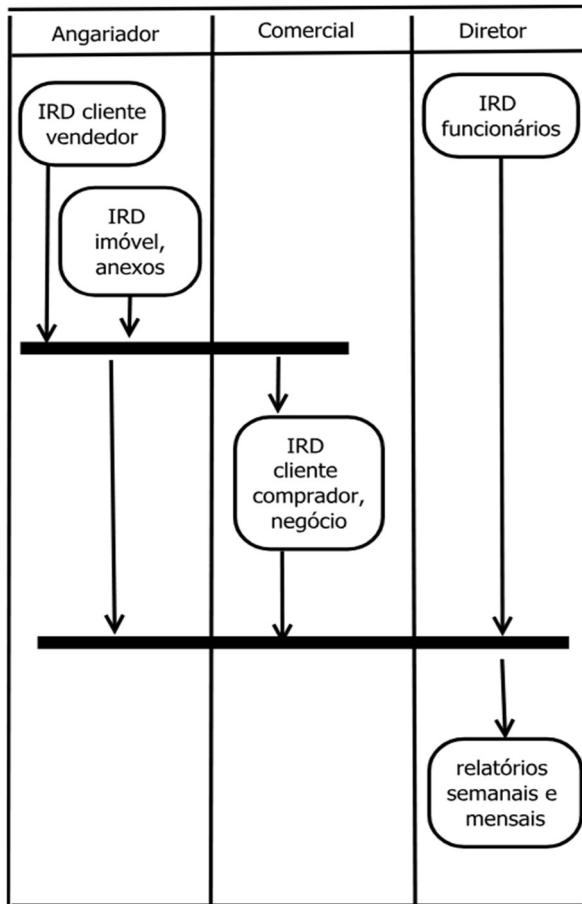 Angariador
Comercial
Diretor
IRD cliente
vendedor
IRD
funcionários
IRD
imóvel,
anexos
IRD
cliente
comprador,
negócio
relatórios
semanais e
mensais